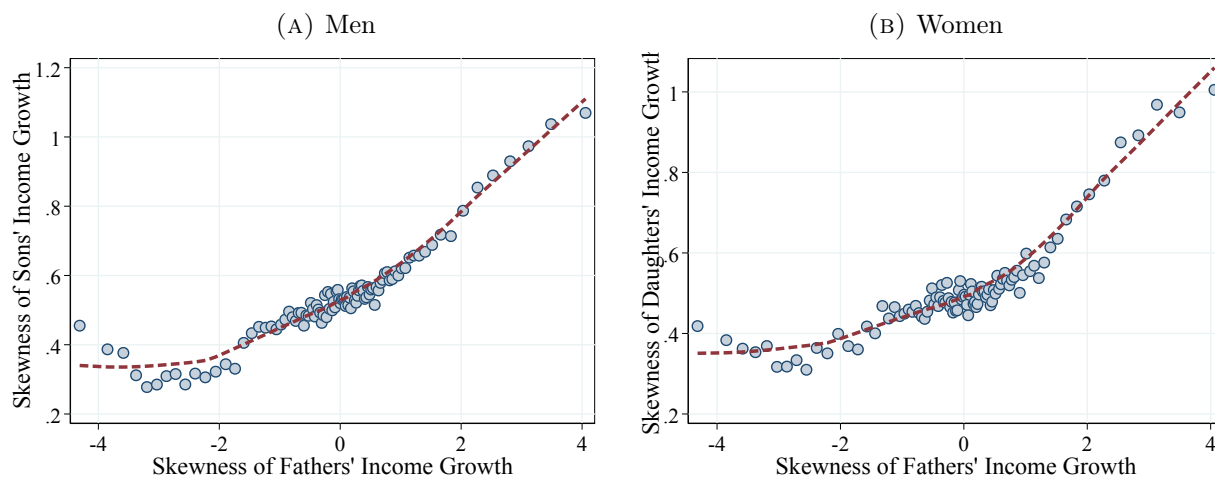 (A) Men
(B) Women
Skewness of Sons' Income Growth
1.2
1
.8
.6
.4
.2
-4 -2 0 2 4
Skewness of Fathers' Income Growth
Skewness of Daughters' Income Growth
1
.8
.6
.4
.2
-4 -2 0 2 4
Skewness of Fathers' Income Growth